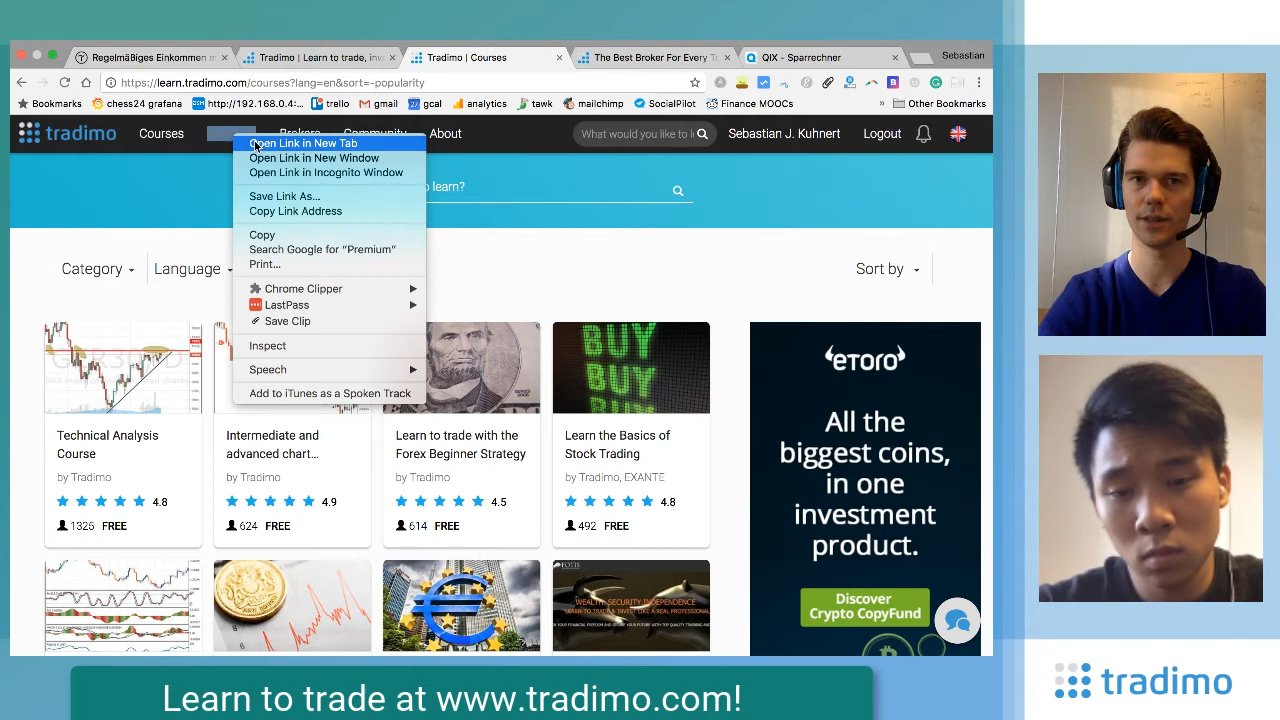 Regelmäßiges Einkommen m
Tradimo | Learn to trade, inv
Tradimo | Courses
The Best Broker For Every Tr
QIX - Sparrechner
Sebastian
https://learn.tradimo.com/courses?lang=en&sort=-popularity
Bookmarks
chess24 grafana
http://192.168.0.4:...
trello
gmail
gcal
analytics
tawk
mailchimp
SocialPilot
Finance MOOCs
»
Other Bookmarks
tradimo
Courses
Brokers
Community
About
What would you like to l
Sebastian J. Kuhnert
Logout
Open Link in New Tab
Open Link in New Window
Open Link in Incognito Window
Save Link As...
Copy Link Address
Copy
Search Google for “Premium”
Print...
Chrome Clipper
LastPass
Save Clip
Inspect
Speech
Add to iTunes as a Spoken Track
o learn?
Category
Language
Sort by
Technical Analysis
Course
by Tradimo
4.8
1325 FREE
Intermediate and
advanced chart...
by Tradimo
4.9
624 FREE
Learn to trade with the
Forex Beginner Strategy
by Tradimo
4.5
614 FREE
BUY
BUY
BUY
Learn the Basics of
Stock Trading
by Tradimo, EXANTE
4.8
492 FREE
WEALTH, SECURITY, INDEPENDENCE
eToro
All the
biggest coins,
in one
investment
product.
Discover
Crypto CopyFund
tradimo
Learn to trade at www.tradimo.com!